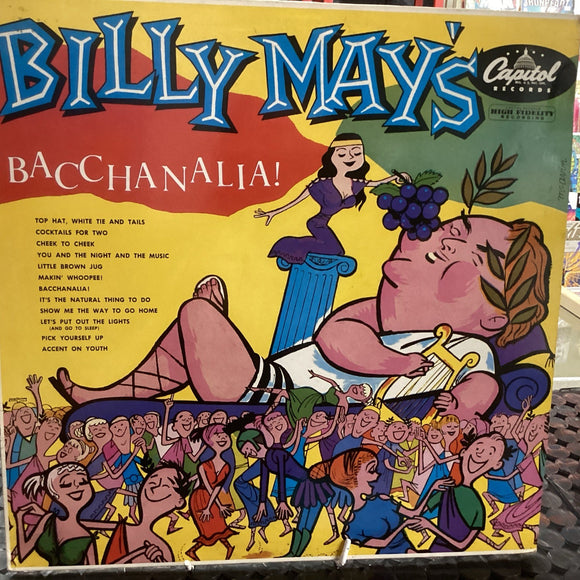 BILLY MAY'S
Capitol
RECORDS
HIGH FIDELITY
RECORDING
BACCHANALIA!
TOP HAT, WHITE TIE AND TAILS
COCKTAILS FOR TWO
CHEEK TO CHEEK
YOU AND THE NIGHT AND THE MUSIC
LITTLE BROWN JUG
MAKIN' WHOOPEE!
BACCHANALIA!
IT'S THE NATURAL THING TO DO
SHOW ME THE WAY TO GO HOME
LET'S PUT OUT THE LIGHTS
(AND GO TO SLEEP)
PICK YOURSELF UP
ACCENT ON YOUTH